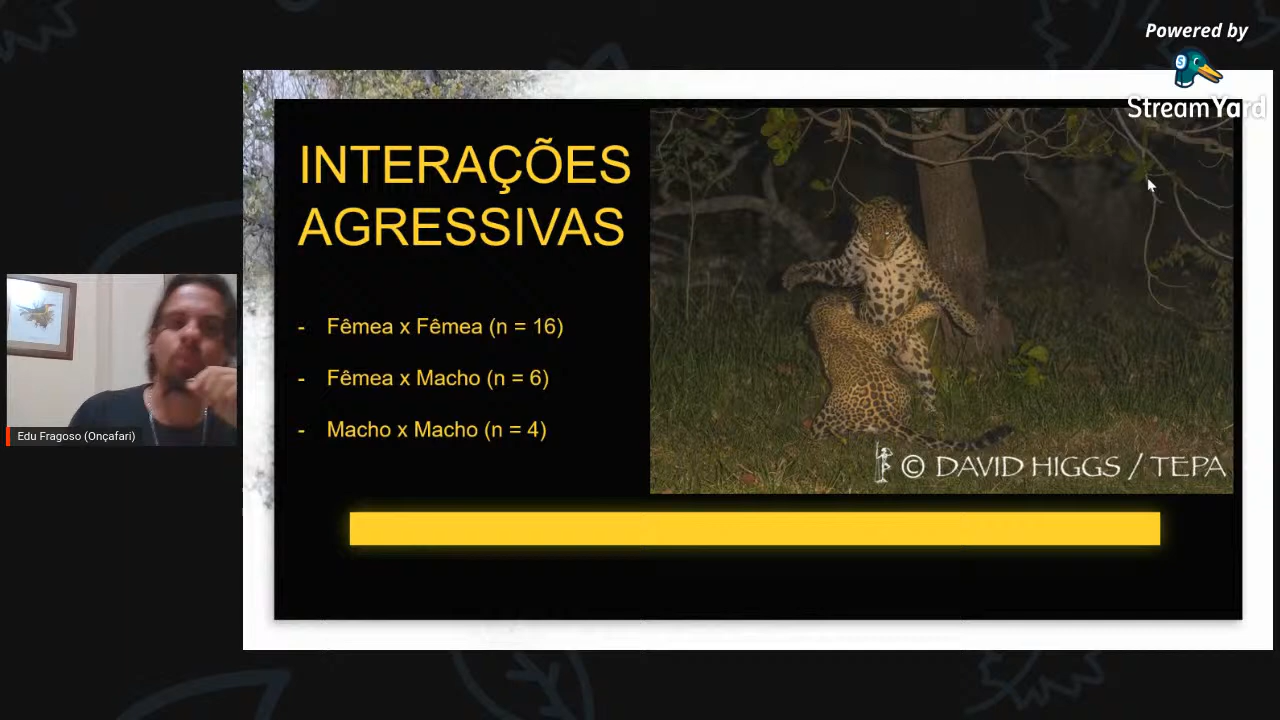 Powered by
StreamYard
INTERAÇÕES
AGRESSIVAS
- Fêmea x Fêmea (n = 16)
- Fêmea x Macho (n = 6)
- Macho x Macho (n = 4)
© DAVID HIGGS / TEPA
Edu Fragoso (Onçafari)